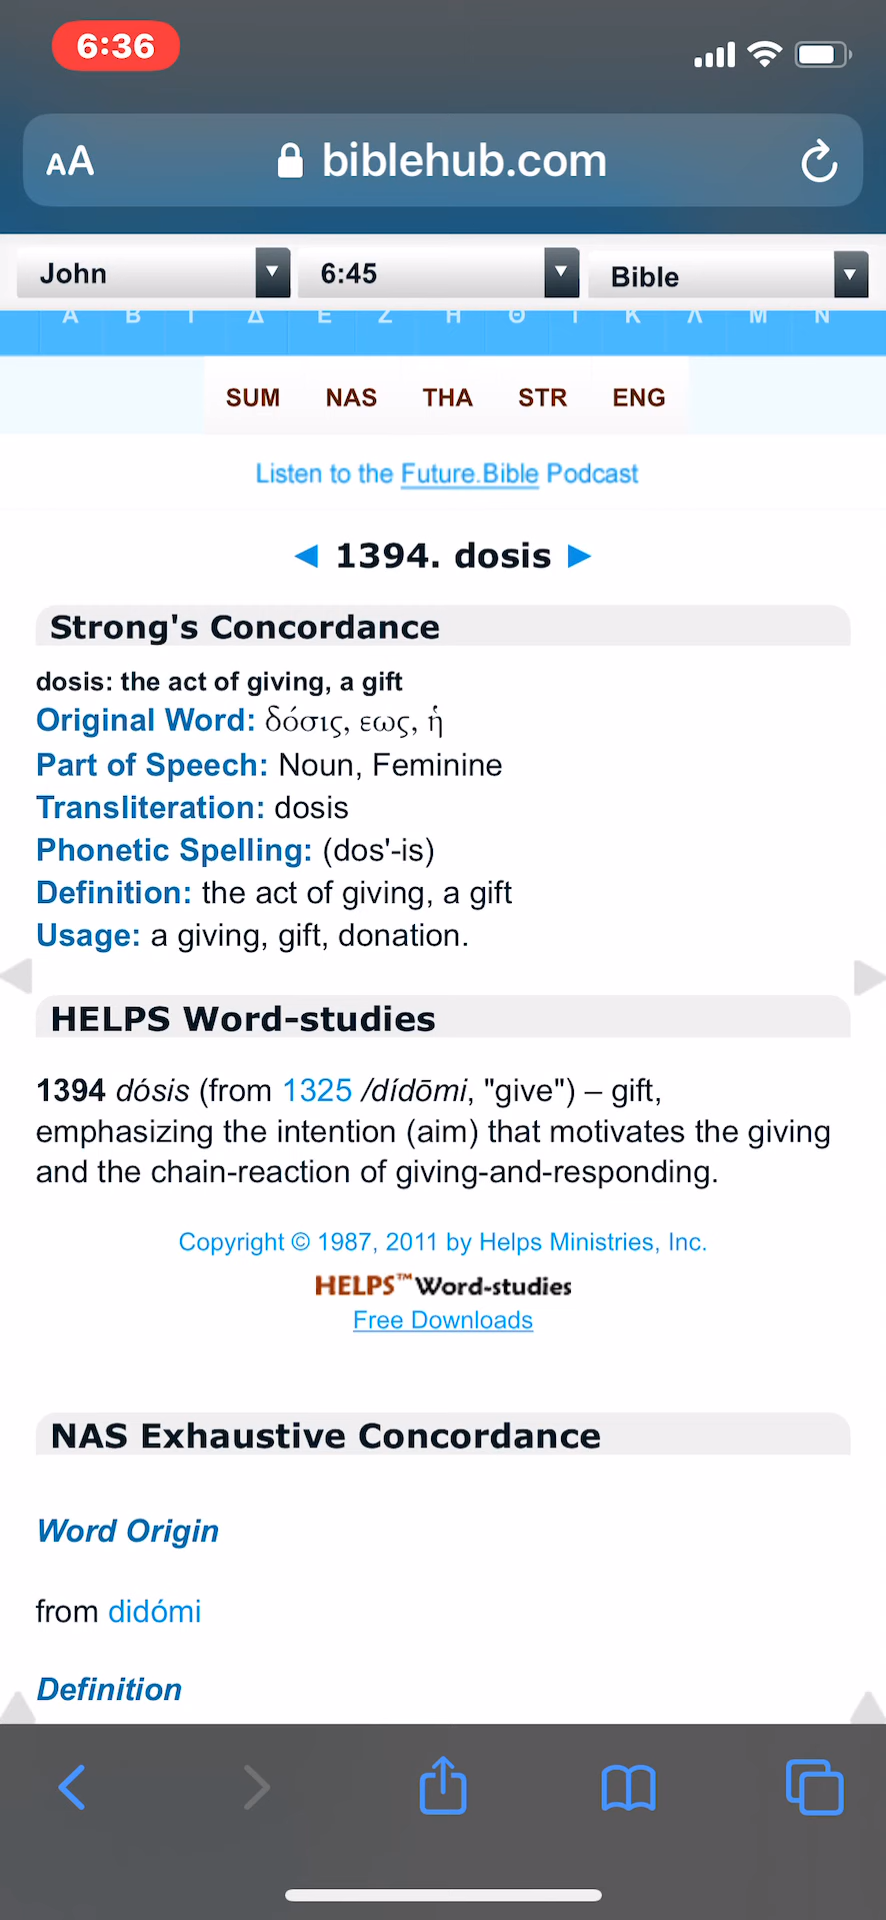 6:36
AA biblehub.com
John 6:45 Bible
Α Β Γ Δ Ε Ζ Η Θ Ι Κ Λ Μ Ν
SUM NAS THA STR ENG
Listen to the Future.Bible Podcast
◄ 1394. dosis ►
Strong's Concordance
dosis: the act of giving, a gift
Original Word: δόσις, εως, ἡ
Part of Speech: Noun, Feminine
Transliteration: dosis
Phonetic Spelling: (dos'-is)
Definition: the act of giving, a gift
Usage: a giving, gift, donation.
HELPS Word-studies
1394 dósis (from 1325 /dídōmi, "give") – gift,
emphasizing the intention (aim) that motivates the giving
and the chain-reaction of giving-and-responding.
Copyright © 1987, 2011 by Helps Ministries, Inc.
HELPS™ Word-studies
Free Downloads
NAS Exhaustive Concordance
Word Origin
from didómi
Definition